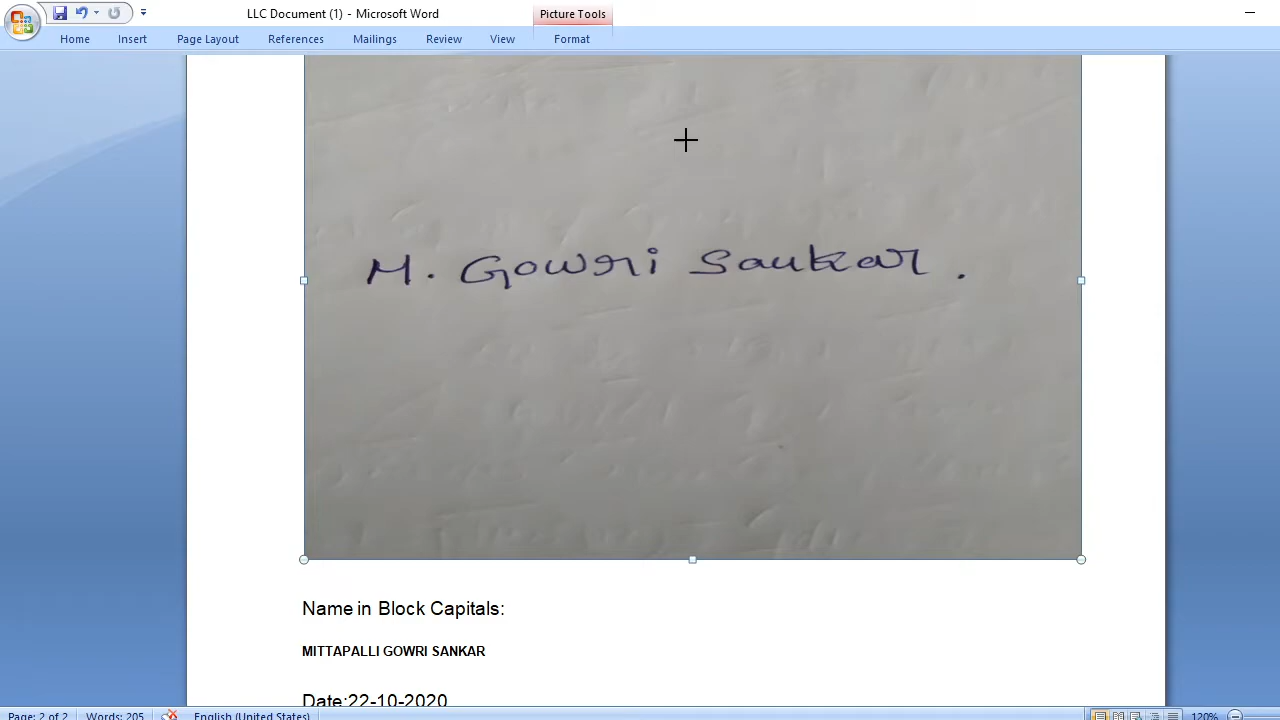 LLC Document (1) - Microsoft Word
Picture Tools
Home
Insert
Page Layout
References
Mailings
Review
View
Format
M. Gowri Sankar.
Name in Block Capitals:
MITTAPALLI GOWRI SANKAR
Date:22-10-2020
Page: 2 of 2
Words: 205
English (United States)
120%